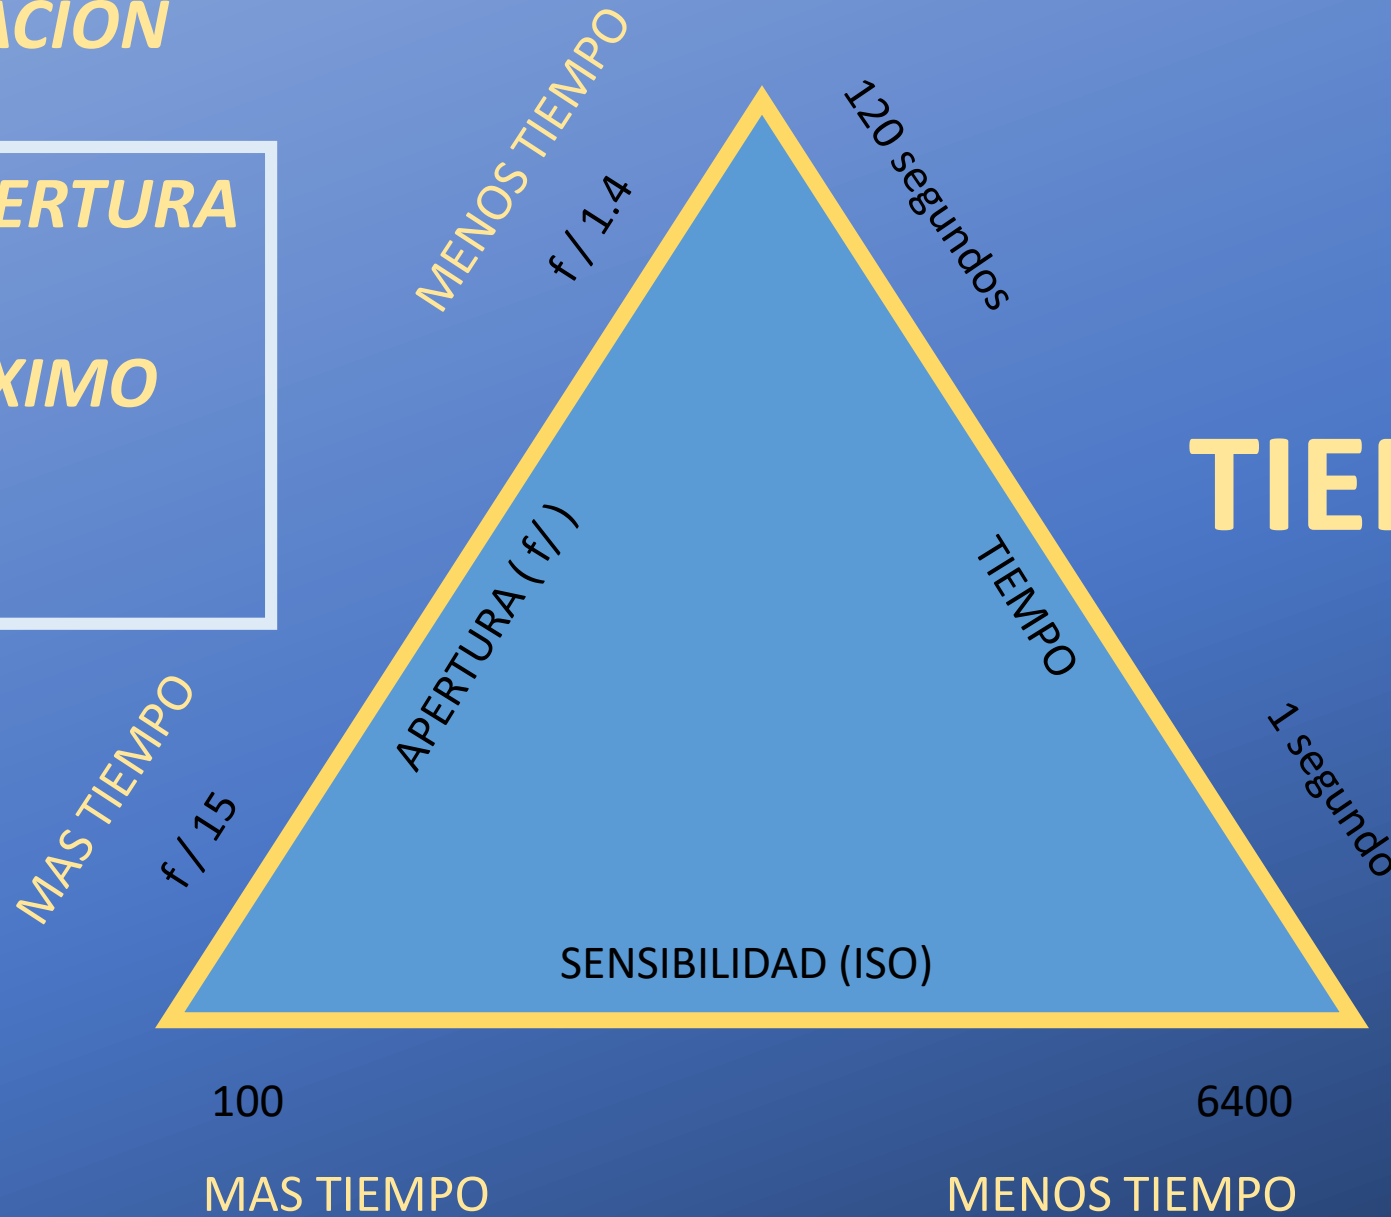 ACION
ERTURA
XIMO
MENOS TIEMPO
f / 1.4
120 segundos
TIE
APERTURA ( f/ )
TIEMPO
MAS TIEMPO
f / 15
1 segundo
SENSIBILIDAD (ISO)
100
6400
MAS TIEMPO
MENOS TIEMPO